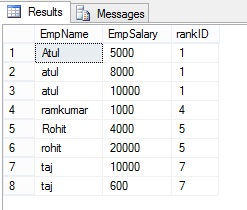 Results Messages
EmpName EmpSalary rankID
1 Atul 5000 1
2 atul 8000 1
3 atul 10000 1
4 ramkumar 1000 4
5 Rohit 4000 5
6 rohit 20000 5
7 taj 10000 7
8 taj 600 7